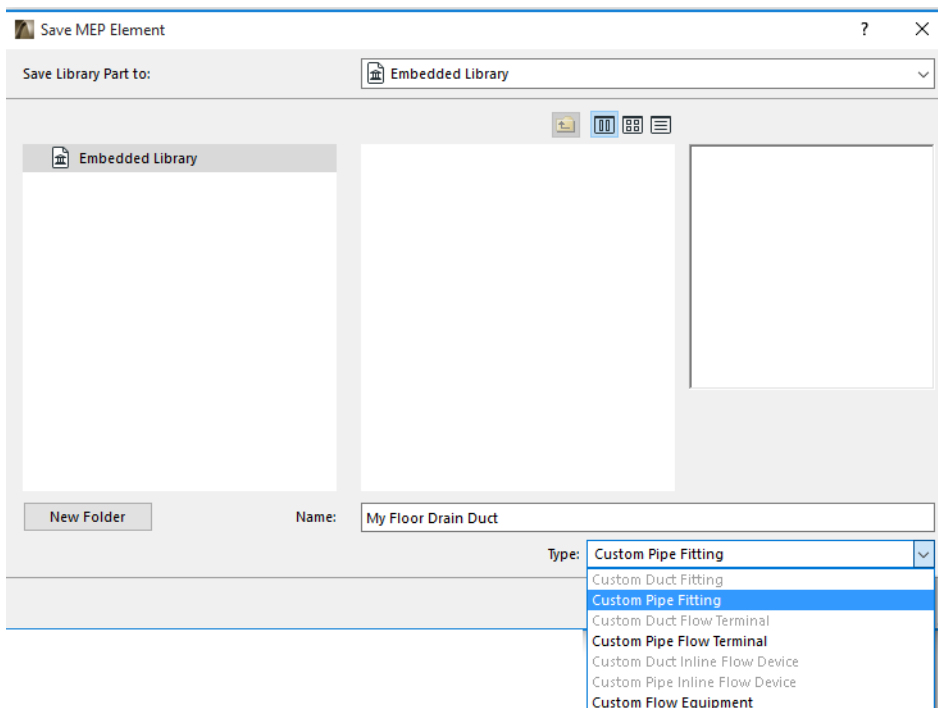 Save MEP Element
?
Save Library Part to:
Embedded Library
Embedded Library
New Folder
Name:
My Floor Drain Duct
Type:
Custom Pipe Fitting
Custom Duct Fitting
Custom Pipe Fitting
Custom Duct Flow Terminal
Custom Pipe Flow Terminal
Custom Duct Inline Flow Device
Custom Pipe Inline Flow Device
Custom Flow Equipment